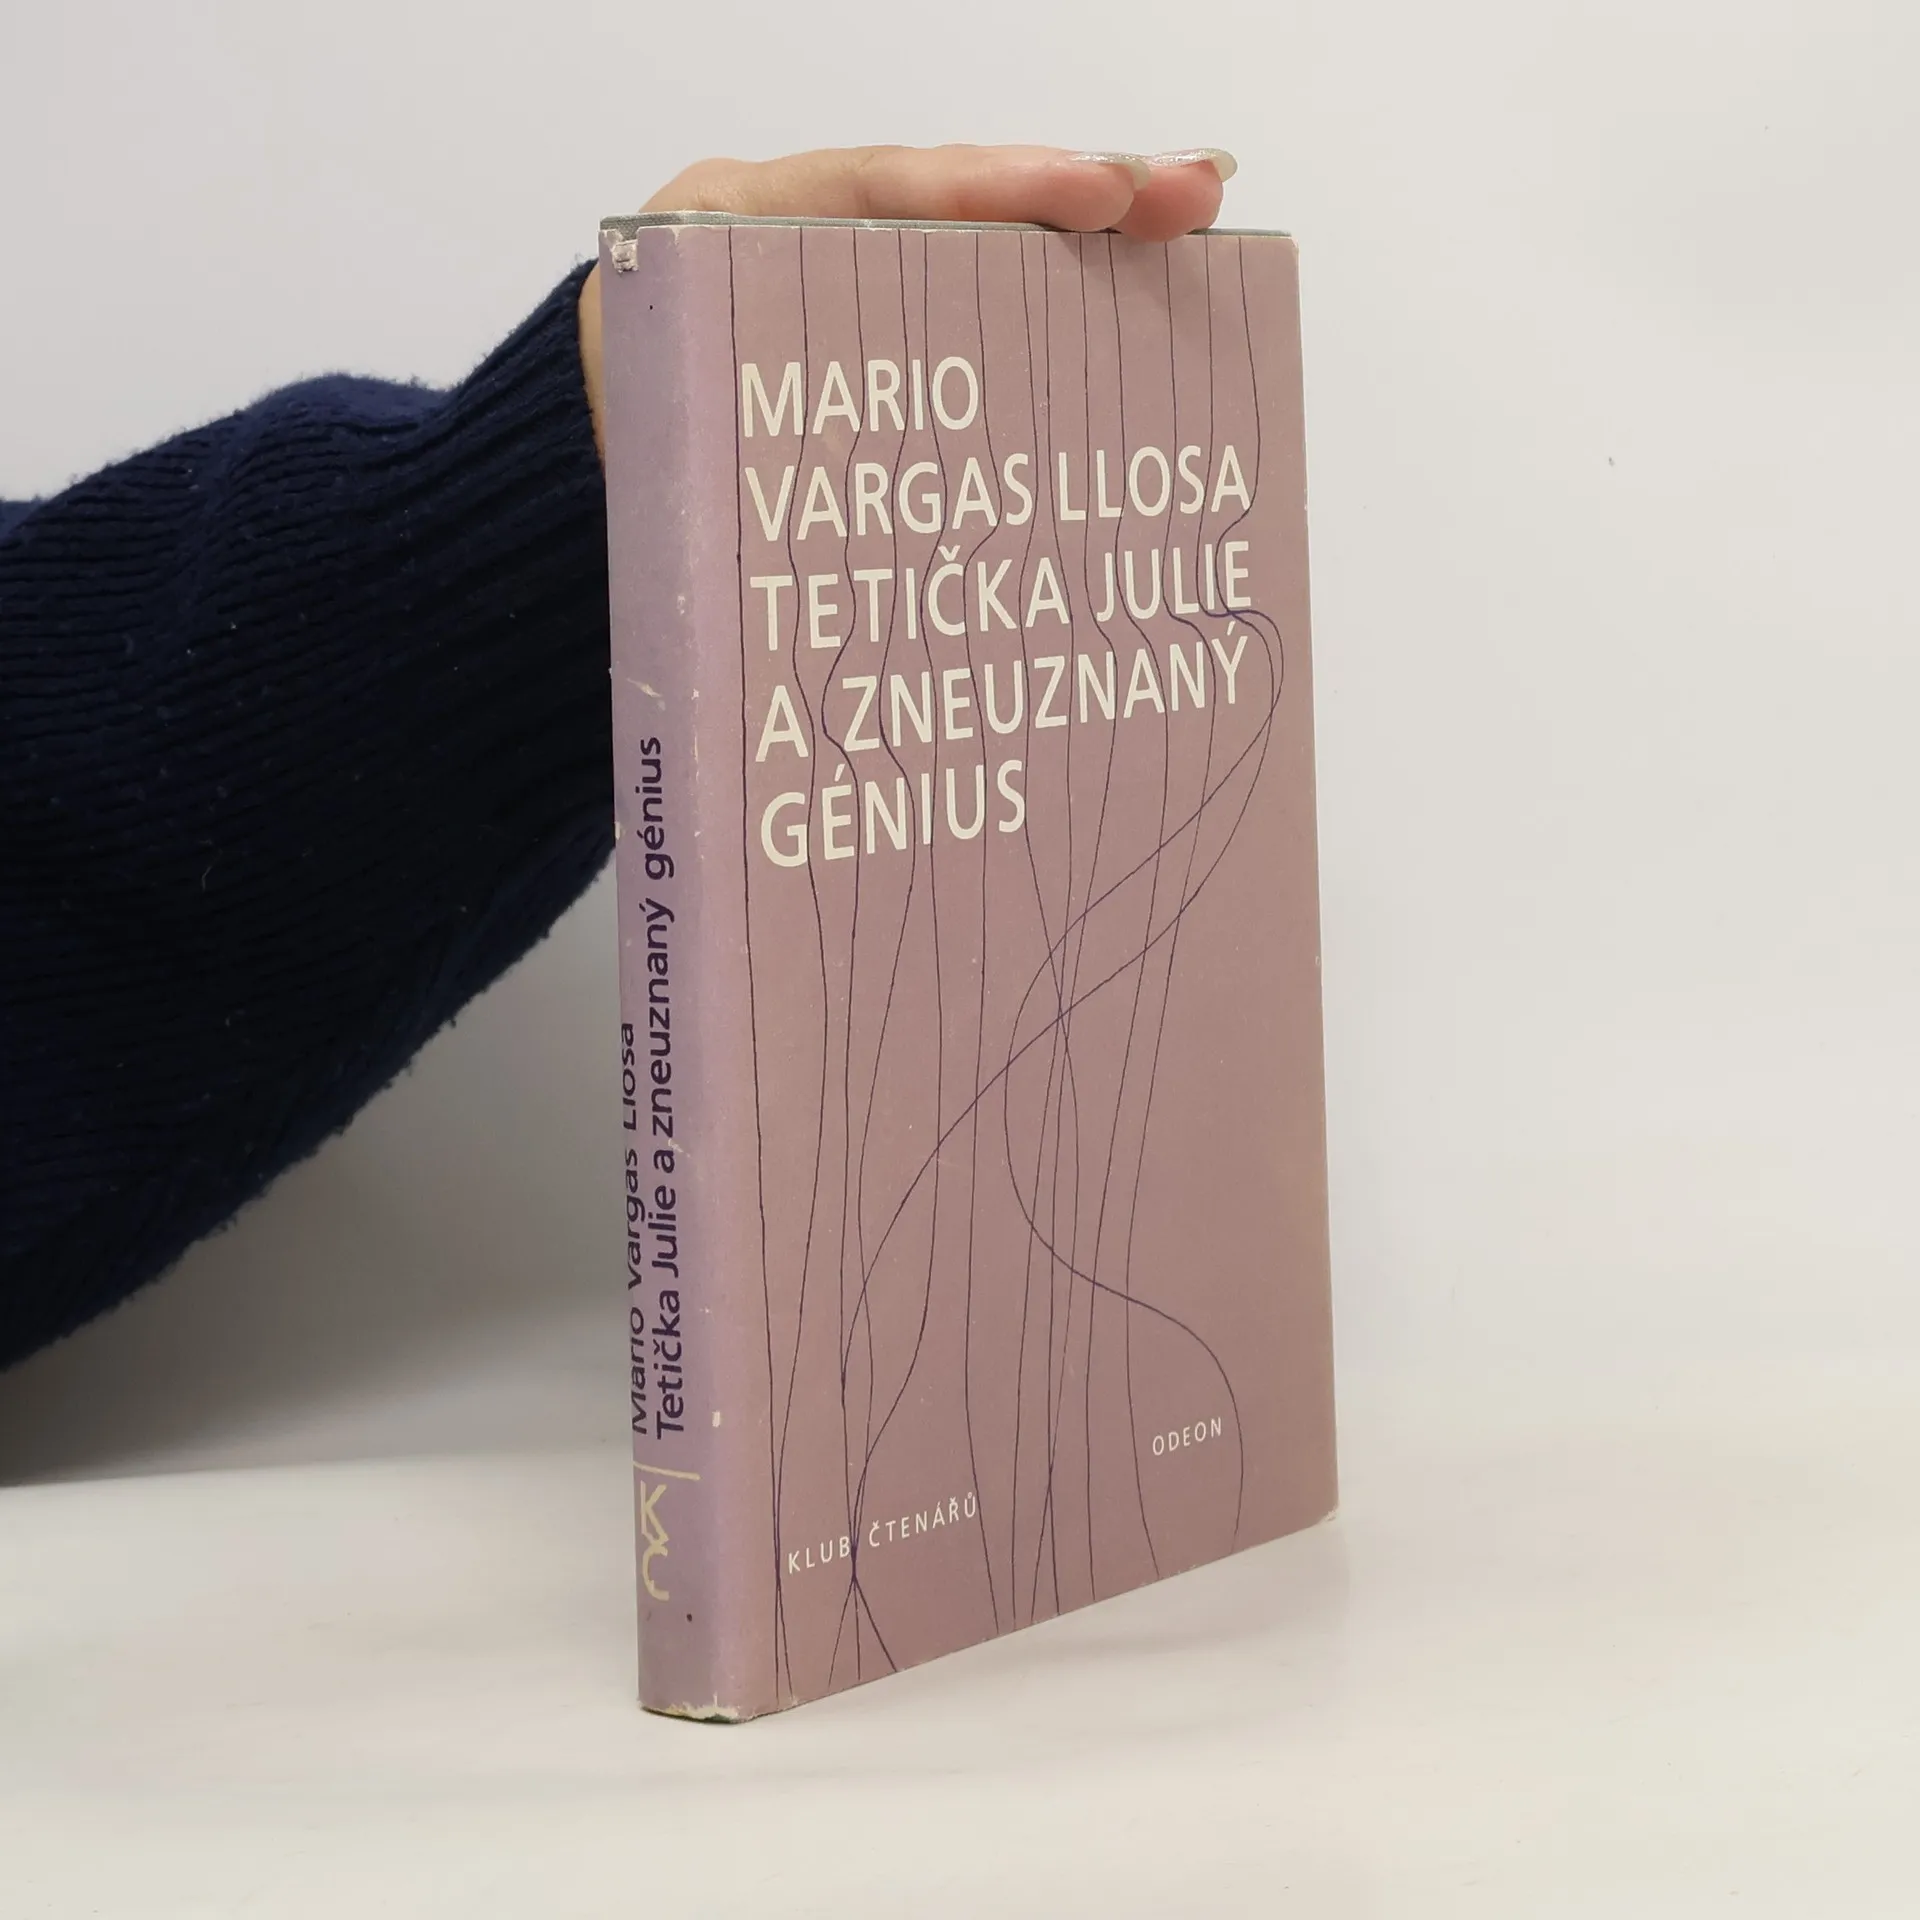 MARIO
VARGAS LLOSA
TETIČKA JULIE
A ZNEUZNANÝ
GÉNIUS
ODEON
KLUB ČTENÁŘŮ
Mario Vargas Llosa
Tetička Julie a zneuznaný génius
KČ